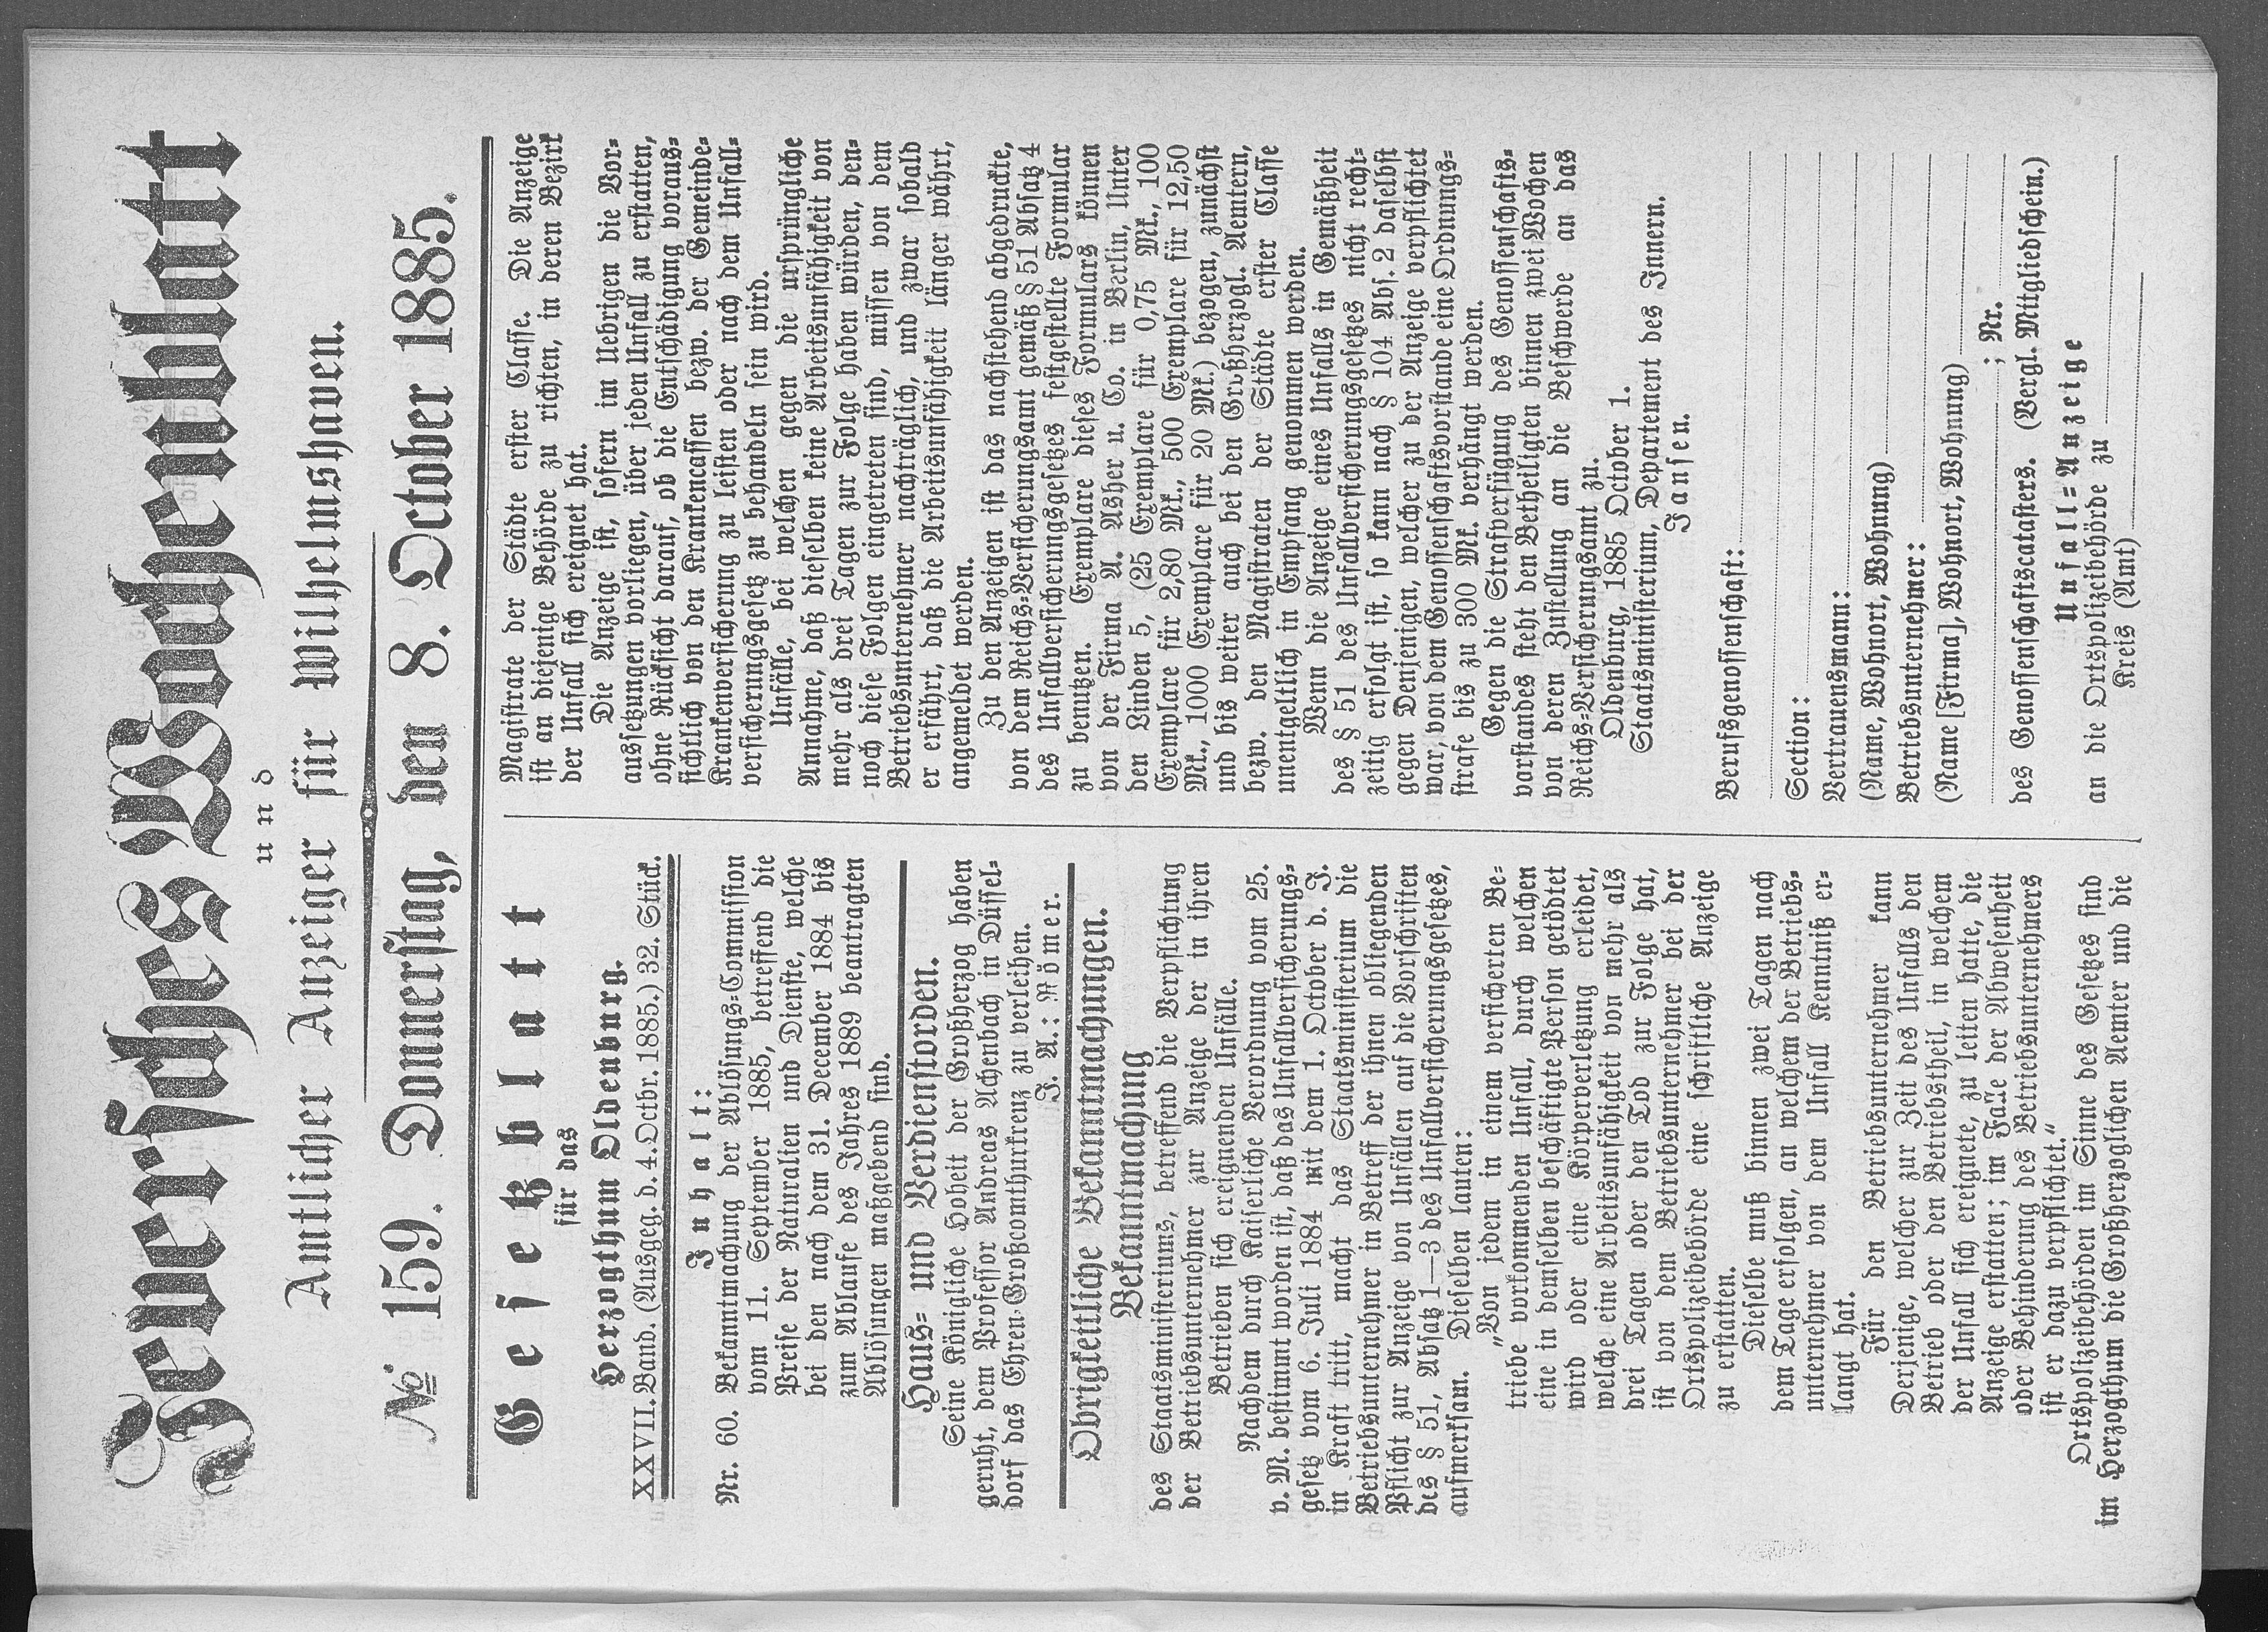 Jeversches Wochenblatt
und
Amtlicher Anzeiger für Wilhelmshaven.
№ 159. Donnerstag, den 8. October 1885.
Gesetzblatt
für das
Herzogthum Oldenburg.
XXVII. Band. (Ausgeg. d. 4. Octbr. 1885.) 32. Stück.
Inhalt:
Nr. 60. Bekanntmachung der Ablösungs-Commission
vom 11. September 1885, betreffend die
Preise der Naturalien und Dienste, welche
bei den nach dem 31. December 1884 bis
zum Ablaufe des Jahres 1889 beantragten
Ablösungen maßgebend sind.
Haus- und Verdienstorden.
Seine Königliche Hoheit der Großherzog haben
geruht, dem Professor Andreas Achenbach in Düssel-
dorf das Ehren-Großcomthurkreuz zu verleihen.
J. A.: Römer.
Obrigkeitliche Bekanntmachungen.
Bekanntmachung
des Staatsministeriums, betreffend die Verpflichtung
der Betriebsunternehmer zur Anzeige der in ihren
Betrieben sich ereignenden Unfälle.
Nachdem durch Kaiserliche Verordnung vom 25.
v. M. bestimmt worden ist, daß das Unfallversicherungs-
gesetz vom 6. Juli 1884 mit dem 1. October d. J.
in Kraft tritt, macht das Staatsministerium die
Betriebsunternehmer in Betreff der ihnen obliegenden
Pflicht zur Anzeige von Unfällen auf die Vorschriften
des § 51, Absatz 1—3 des Unfallversicherungsgesetzes,
aufmerksam. Dieselben lauten:
„Von jedem in einem versicherten Be-
triebe vorkommenden Unfall, durch welchen
eine in demselben beschäftigte Person getödtet
wird oder eine Körperverletzung erleidet,
welche eine Arbeitsunfähigkeit von mehr als
drei Tagen oder den Tod zur Folge hat,
ist von dem Betriebsunternehmer bei der
Ortspolizeibehörde eine schriftliche Anzeige
zu erstatten.
Dieselbe muß binnen zwei Tagen nach
dem Tage erfolgen, an welchem der Betriebs-
unternehmer von dem Unfall Kenntniß er-
langt hat.
Für den Betriebsunternehmer kann
Derjenige, welcher zur Zeit des Unfalls den
Betrieb oder den Betriebstheil, in welchem
der Unfall sich ereignete, zu leiten hatte, die
Anzeige erstatten; im Falle der Abwesenheit
oder Behinderung des Betriebsunternehmers
ist er dazu verpflichtet.“
Ortspolizeibehörden im Sinne des Gesetzes sind
im Herzogthum die Großherzoglichen Aemter und die
Magistrate der Städte erster Classe. Die Anzeige
ist an diejenige Behörde zu richten, in deren Bezirk
der Unfall sich ereignet hat.
Die Anzeige ist, sofern im Uebrigen die Vor-
aussetzungen vorliegen, über jeden Unfall zu erstatten,
ohne Rücksicht darauf, ob die Entschädigung voraus-
sichtlich von den Krankencassen bezw. der Gemeinde-
Krankenversicherung zu leisten oder nach dem Unfall-
versicherungsgesetz zu behandeln sein wird.
Unfälle, bei welchen gegen die ursprüngliche
Annahme, daß dieselben keine Arbeitsunfähigkeit von
mehr als drei Tagen zur Folge haben würden, den-
noch diese Folgen eingetreten sind, müssen von dem
Betriebsunternehmer nachträglich, und zwar sobald
er erfährt, daß die Arbeitsunfähigkeit länger währt,
angemeldet werden.
Zu den Anzeigen ist das nachstehend abgedruckte,
von dem Reichs-Versicherungsamt gemäß § 51 Absatz 4
des Unfallversicherungsgesetzes festgestellte Formular
zu benutzen. Exemplare dieses Formulars können
von der Firma A. Asher u. Co. in Berlin, Unter
den Linden 5, (25 Exemplare für 0,75 Mk., 100
Exemplare für 2,80 Mk., 500 Exemplare für 12,50
Mk., 1000 Exemplare für 20 Mk.) bezogen, zunächst
und bis weiter auch bei den Großherzogl. Aemtern,
bezw. den Magistraten der Städte erster Classe
unentgeltlich in Empfang genommen werden.
Wenn die Anzeige eines Unfalls in Gemäßheit
des § 51 des Unfallversicherungsgesetzes nicht recht-
zeitig erfolgt ist, so kann nach § 104 Abs. 2 daselbst
gegen Denjenigen, welcher zu der Anzeige verpflichtet
war, von dem Genossenschaftsvorstande eine Ordnungs-
strafe bis zu 300 Mk. verhängt werden.
Gegen die Strafverfügung des Genossenschafts-
vorstandes steht den Betheiligten binnen zwei Wochen
von deren Zustellung an die Beschwerde an das
Reichs-Versicherungsamt zu.
Oldenburg, 1885 October 1.
Staatsministerium, Departement des Innern.
Jansen.
Berufsgenossenschaft:
Section:
Vertrauensmann:
(Name, Wohnort, Wohnung)
Betriebsunternehmer:
(Name [Firma], Wohnort, Wohnung)
; Nr.
des Genossenschaftscatasters. (Vergl. Mitgliedschein.)
Unfall-Anzeige
an die Ortspolizeibehörde zu
Kreis (Amt)